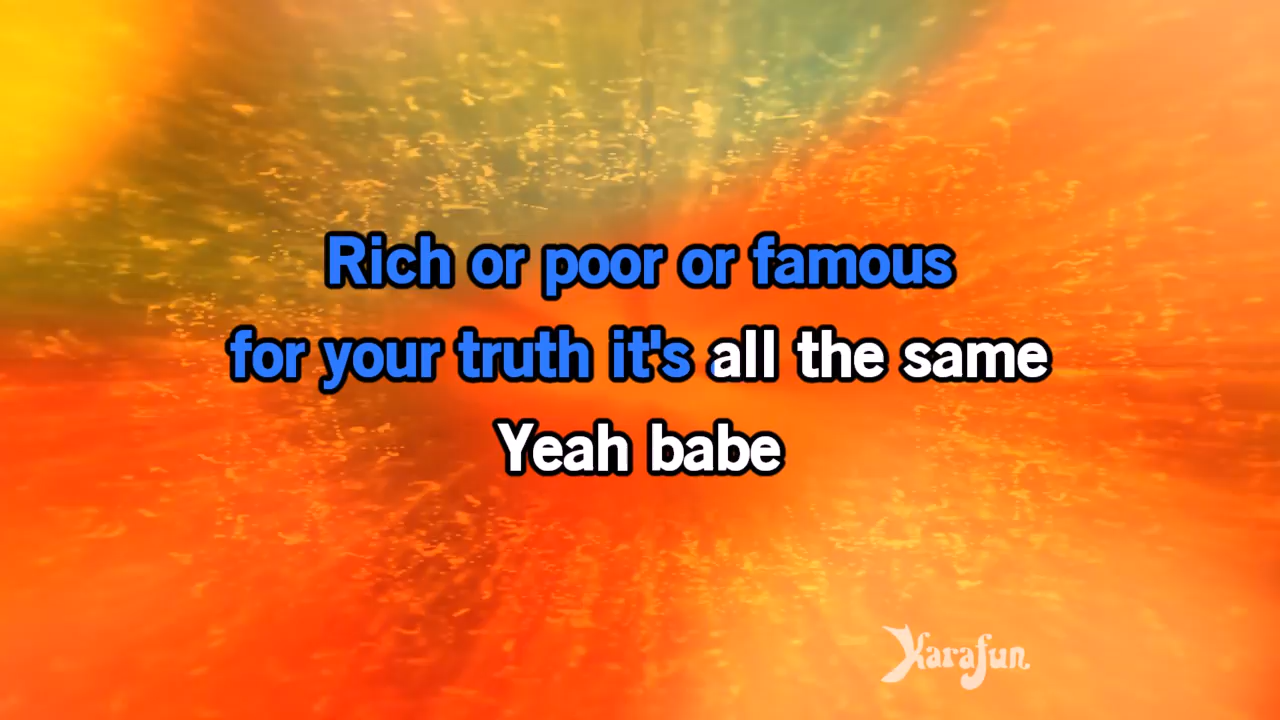 Rich or poor or famous
for your truth it's all the same
Yeah babe
Karafun